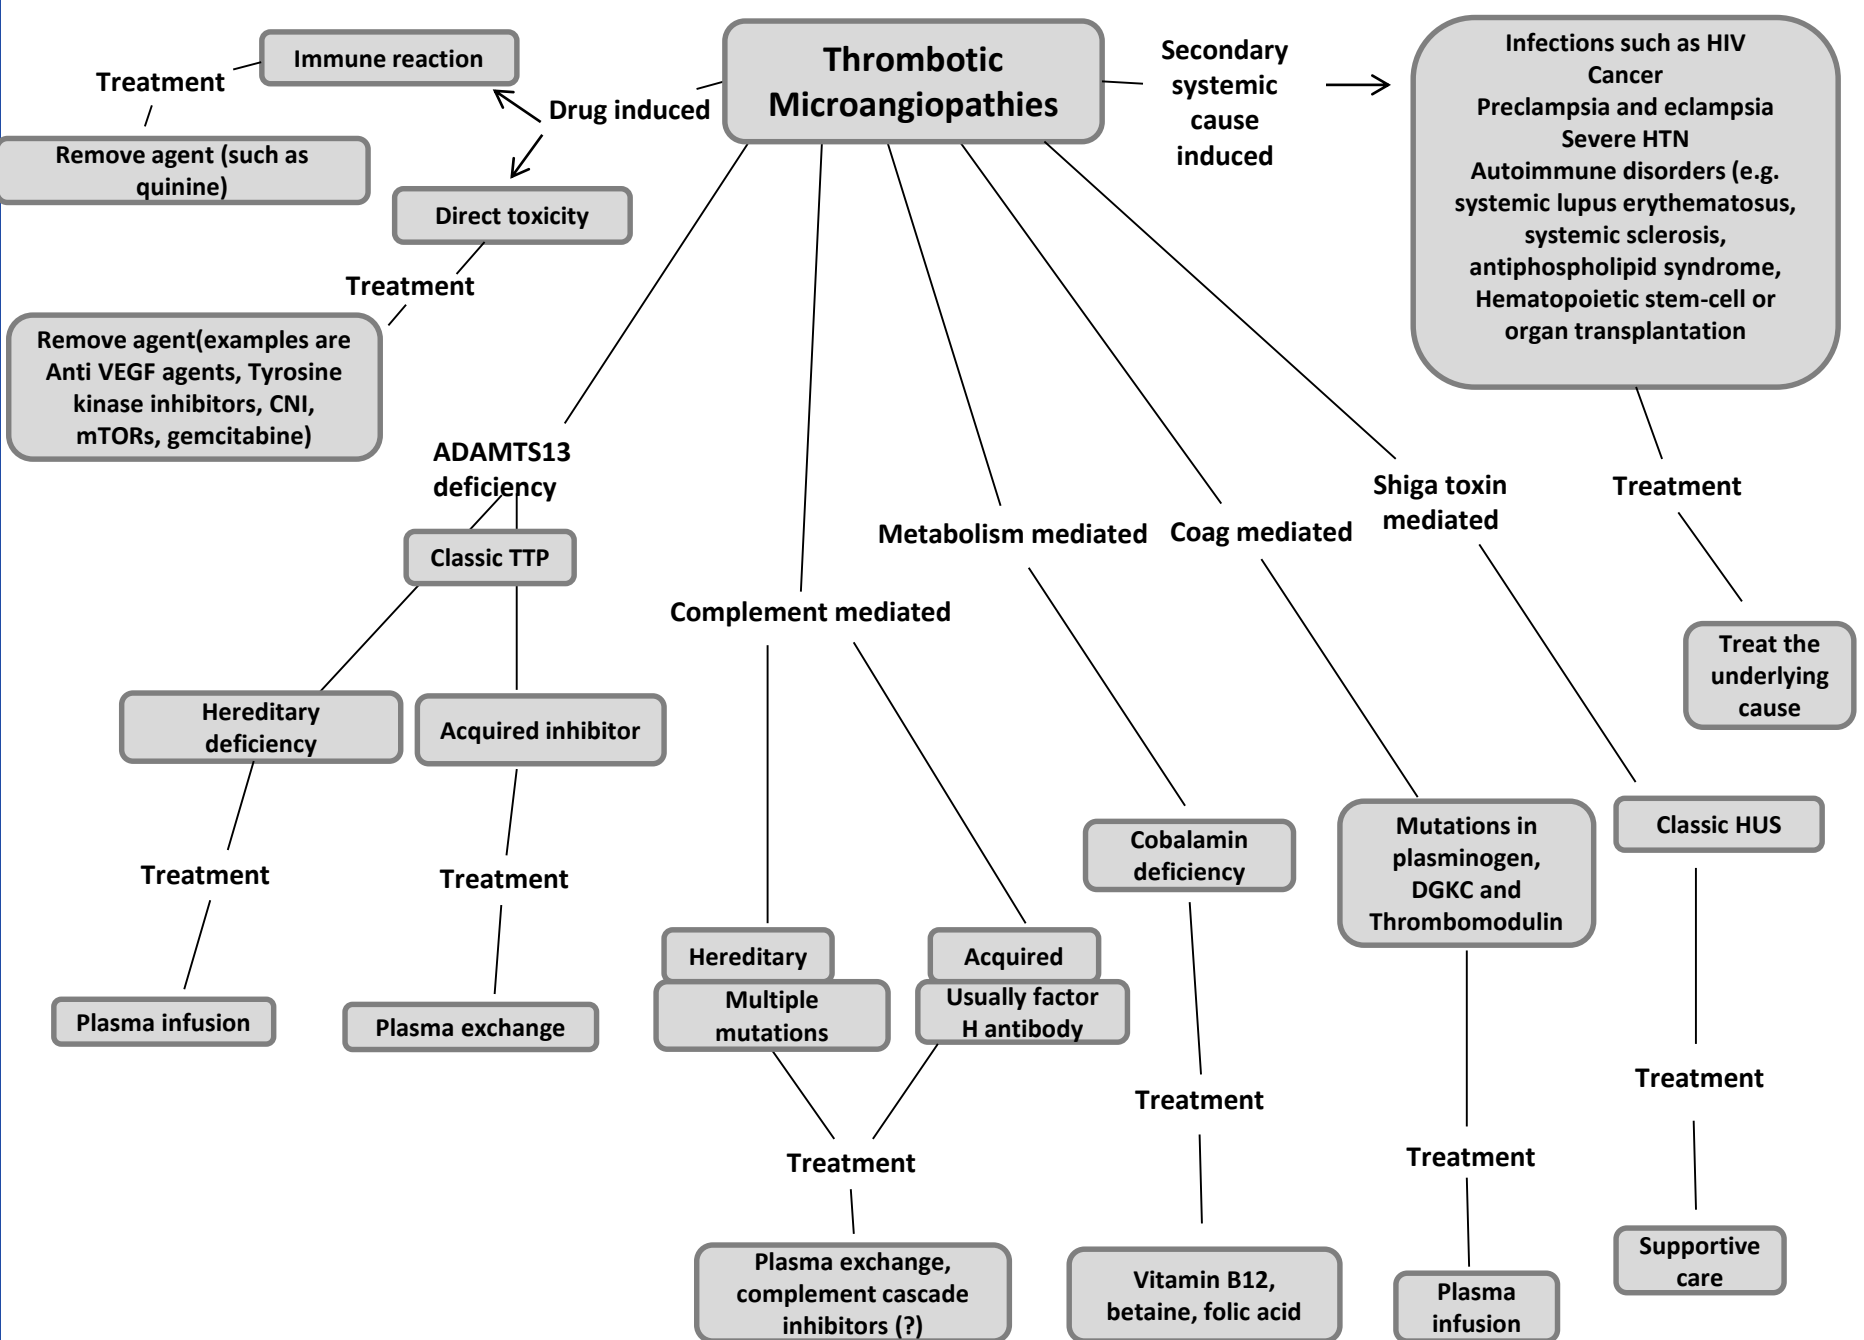 Thrombotic
Microangiopathies
Drug induced
Immune reaction
Treatment
Remove agent (such as
quinine)
Direct toxicity
Treatment
Remove agent(examples are
Anti VEGF agents, Tyrosine
kinase inhibitors, CNI,
mTORs, gemcitabine)
Secondary
systemic
cause
induced
Infections such as HIV
Cancer
Preclampsia and eclampsia
Severe HTN
Autoimmune disorders (e.g.
systemic lupus erythematosus,
systemic sclerosis,
antiphospholipid syndrome,
Hematopoietic stem-cell or
organ transplantation
Treatment
Treat the
underlying
cause
ADAMTS13
deficiency
Classic TTP
Hereditary
deficiency
Treatment
Plasma infusion
Acquired inhibitor
Treatment
Plasma exchange
Complement mediated
Hereditary
Multiple
mutations
Acquired
Usually factor
H antibody
Treatment
Plasma exchange,
complement cascade
inhibitors (?)
Metabolism mediated
Cobalamin
deficiency
Treatment
Vitamin B12,
betaine, folic acid
Coag mediated
Mutations in
plasminogen,
DGKC and
Thrombomodulin
Treatment
Plasma
infusion
Shiga toxin
mediated
Classic HUS
Treatment
Supportive
care